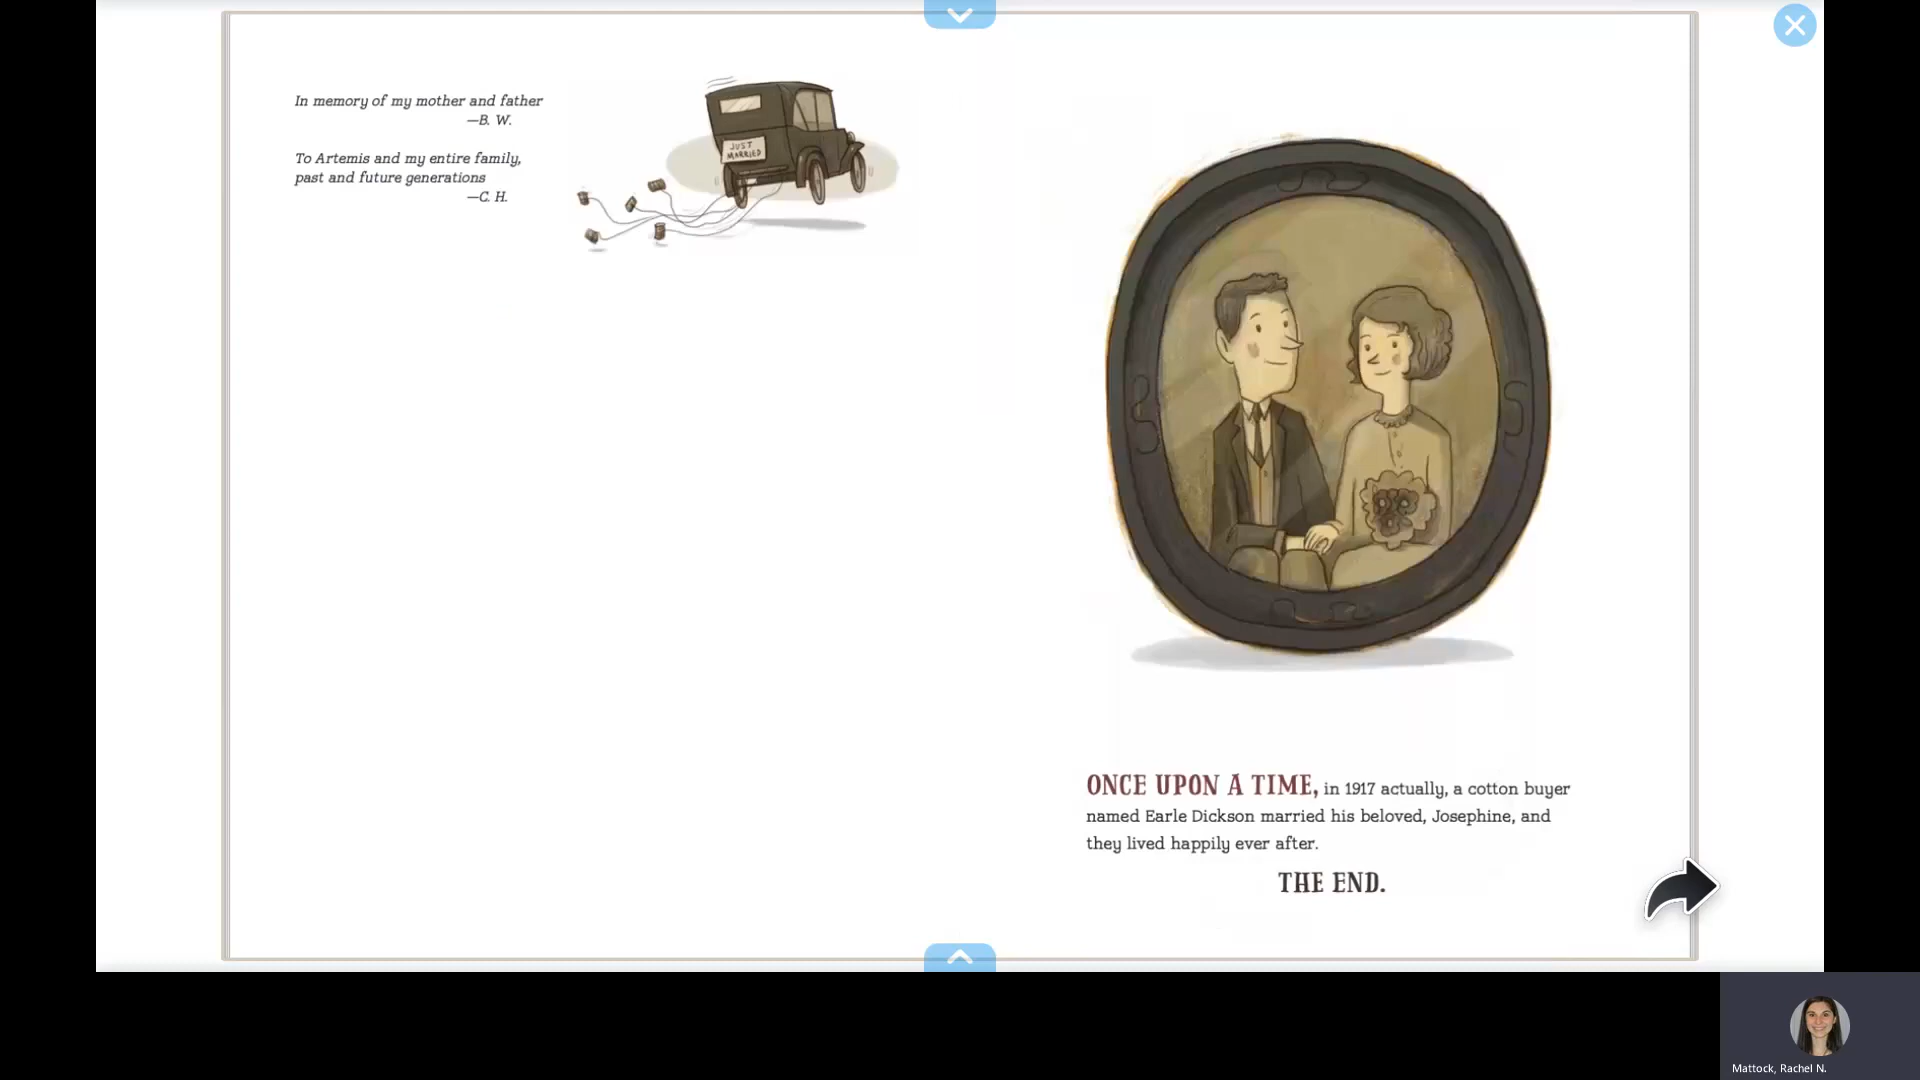 In memory of my mother and father
—B. W.
To Artemis and my entire family,
past and future generations
—C. H.
JUST
MARRIED
ONCE UPON A TIME, in 1917 actually, a cotton buyer
named Earle Dickson married his beloved, Josephine, and
they lived happily ever after.
THE END.
Mattock, Rachel N.